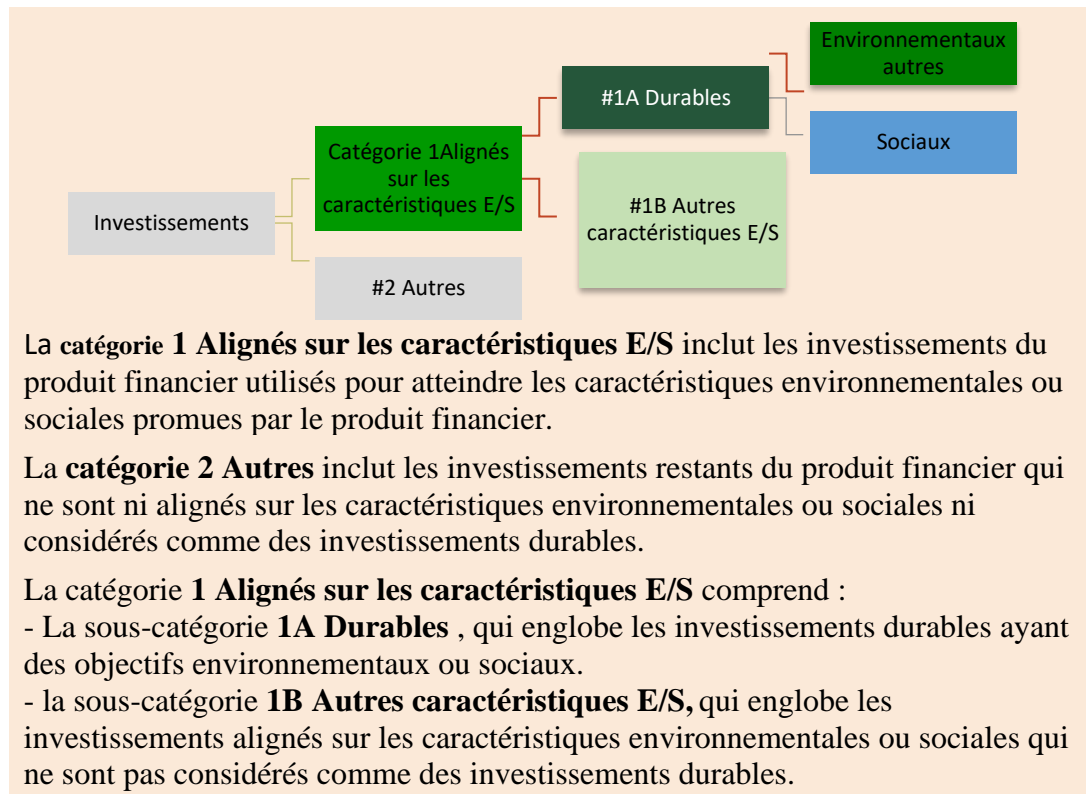 Environnementaux
autres
#1A Durables
Sociaux
Catégorie 1Alignés
sur les
caractéristiques E/S
#1B Autres
caractéristiques E/S
Investissements
#2 Autres
La catégorie 1 Alignés sur les caractéristiques E/S inclut les investissements du
produit financier utilisés pour atteindre les caractéristiques environnementales ou
sociales promues par le produit financier.
La catégorie 2 Autres inclut les investissements restants du produit financier qui
ne sont ni alignés sur les caractéristiques environnementales ou sociales ni
considérés comme des investissements durables.
La catégorie 1 Alignés sur les caractéristiques E/S comprend :
- La sous-catégorie 1A Durables , qui englobe les investissements durables ayant
des objectifs environnementaux ou sociaux.
- la sous-catégorie 1B Autres caractéristiques E/S, qui englobe les
investissements alignés sur les caractéristiques environnementales ou sociales qui
ne sont pas considérés comme des investissements durables.